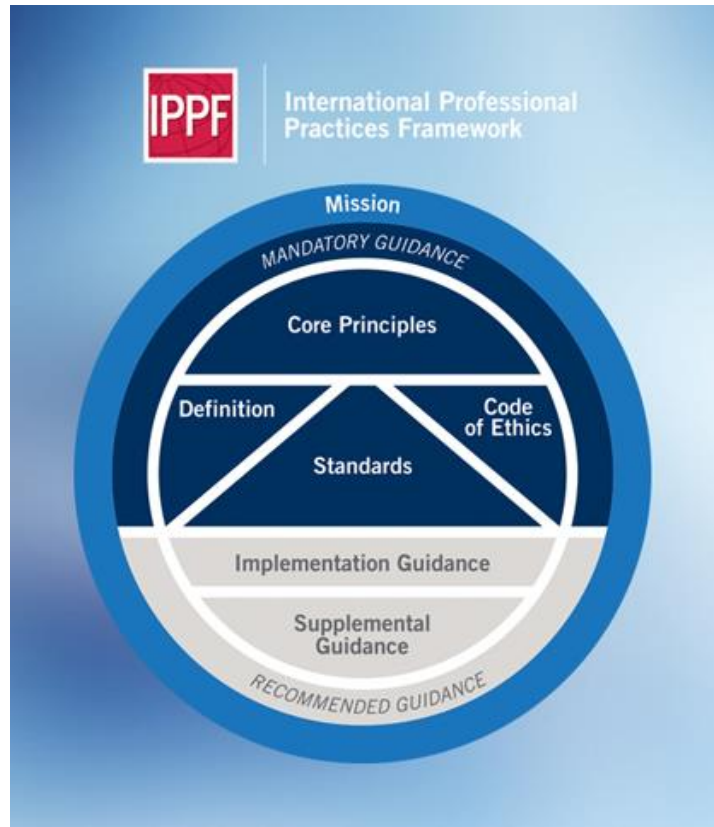 IPPF
International Professional
Practices Framework
Mission
MANDATORY GUIDANCE
Core Principles
Definition
Code
of Ethics
Standards
Implementation Guidance
Supplemental
Guidance
RECOMMENDED GUIDANCE